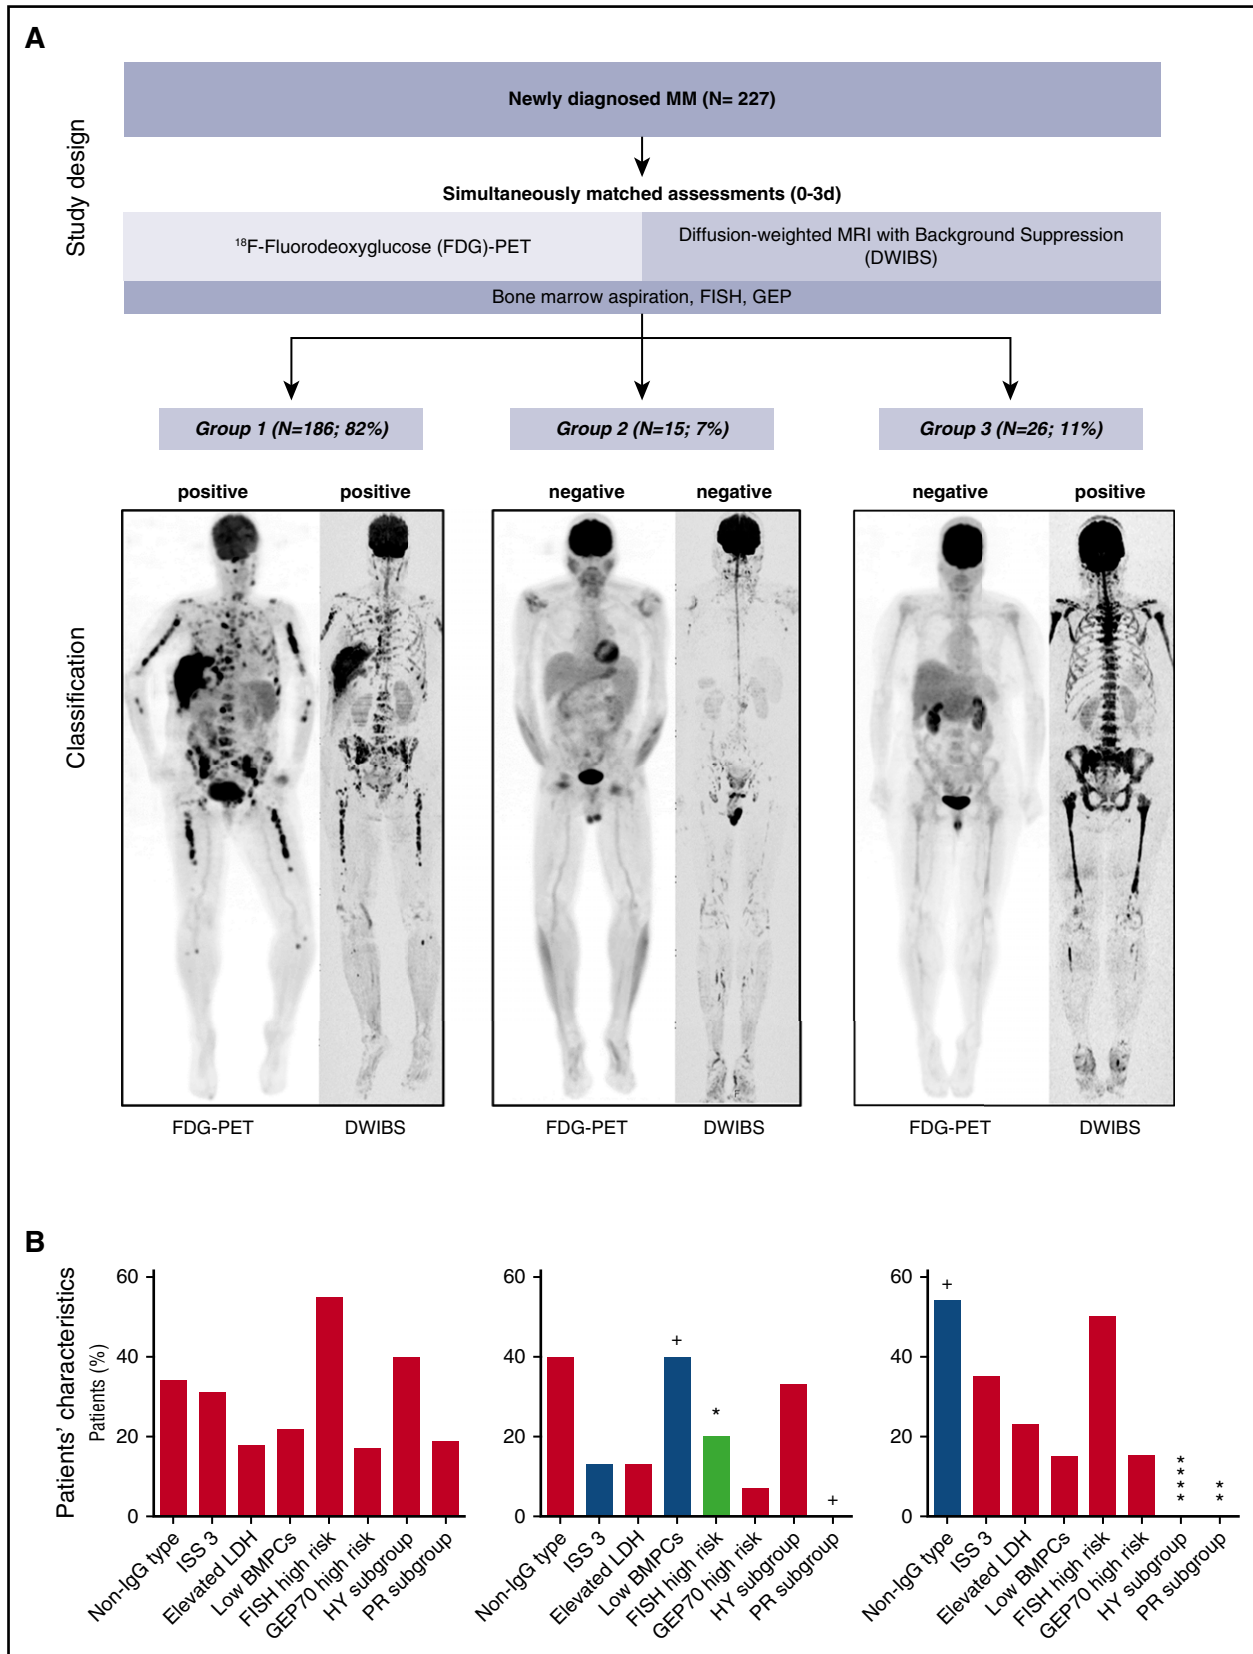 A
Study design
Newly diagnosed MM (N= 227)
Simultaneously matched assessments (0-3d)
¹⁸F-Fluorodeoxyglucose (FDG)-PET
Diffusion-weighted MRI with Background Suppression
(DWIBS)
Bone marrow aspiration, FISH, GEP
Group 1 (N=186; 82%)
Group 2 (N=15; 7%)
Group 3 (N=26; 11%)
Classification
positive
positive
negative
negative
negative
positive
F
FDG-PET
DWIBS
FDG-PET
DWIBS
FDG-PET
DWIBS
B
Patients' characteristics
Patients (%)
60
40
20
0
Non-IgG type
ISS 3
Elevated LDH
Low BMPCs
FISH high risk
GEP70 high risk
HY subgroup
PR subgroup
60
40
20
0
+
*
+
Non-IgG type
ISS 3
Elevated LDH
Low BMPCs
FISH high risk
GEP70 high risk
HY subgroup
PR subgroup
60
40
20
0
+
****
**
Non-IgG type
ISS 3
Elevated LDH
Low BMPCs
FISH high risk
GEP70 high risk
HY subgroup
PR subgroup